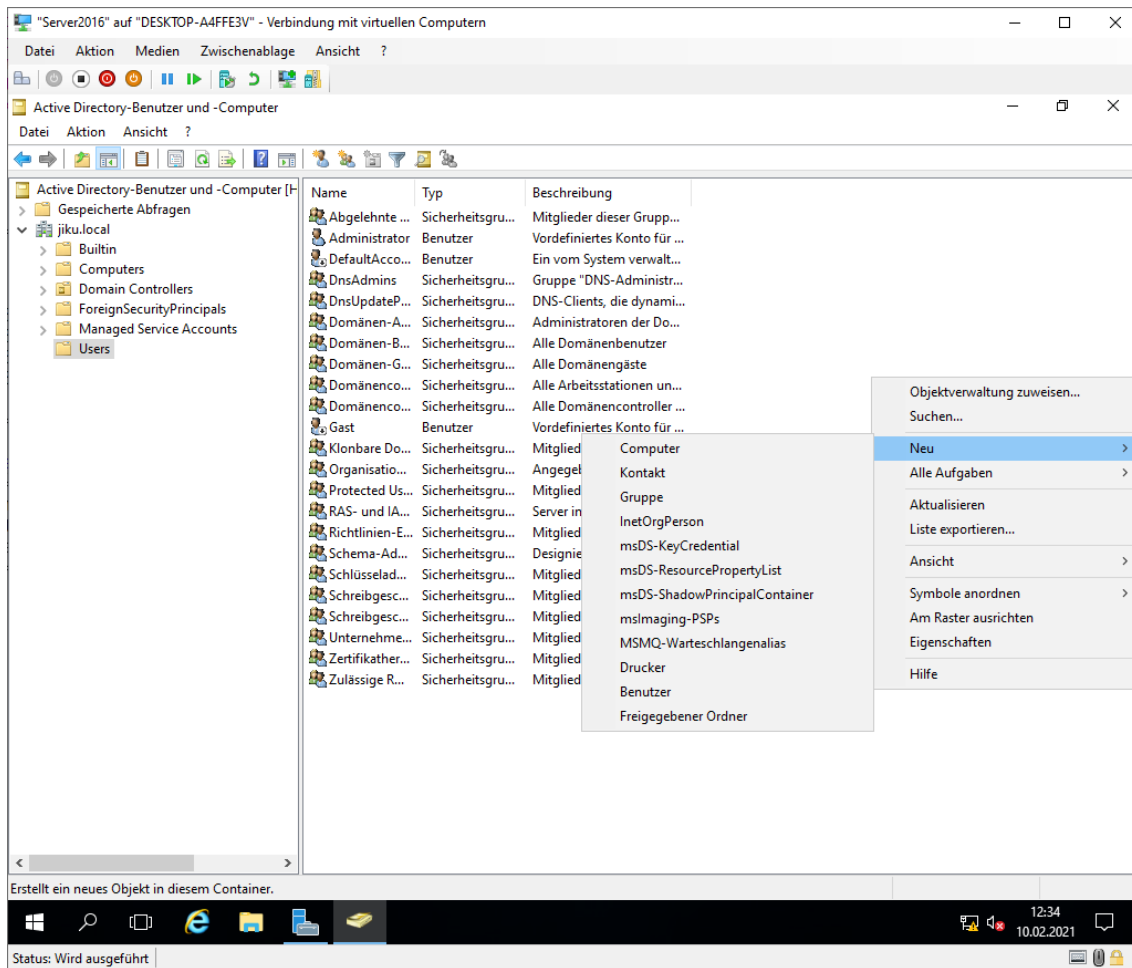 "Server2016" auf "DESKTOP-A4FFE3V" - Verbindung mit virtuellen Computern
Datei Aktion Medien Zwischenablage Ansicht ?
Active Directory-Benutzer und -Computer
Datei Aktion Ansicht ?
Active Directory-Benutzer und -Computer [H
Gespeicherte Abfragen
jiku.local
Builtin
Computers
Domain Controllers
ForeignSecurityPrincipals
Managed Service Accounts
Users
Name Typ Beschreibung
Abgelehnte ... Sicherheitsgru... Mitglieder dieser Grupp...
Administrator Benutzer Vordefiniertes Konto für ...
DefaultAcco... Benutzer Ein vom System verwalt...
DnsAdmins Sicherheitsgru... Gruppe "DNS-Administr...
DnsUpdateP... Sicherheitsgru... DNS-Clients, die dynami...
Domänen-A... Sicherheitsgru... Administratoren der Do...
Domänen-B... Sicherheitsgru... Alle Domänenbenutzer
Domänen-G... Sicherheitsgru... Alle Domänengäste
Domänenco... Sicherheitsgru... Alle Arbeitsstationen un...
Domänenco... Sicherheitsgru... Alle Domänencontroller ...
Gast Benutzer Vordefiniertes Konto für ...
Klonbare Do... Sicherheitsgru... Mitglied
Organisatio... Sicherheitsgru... Angegeb
Protected Us... Sicherheitsgru... Mitglied
RAS- und IA... Sicherheitsgru... Server in
Richtlinien-E... Sicherheitsgru... Mitglied
Schema-Ad... Sicherheitsgru... Designie
Schlüsselad... Sicherheitsgru... Mitglied
Schreibgesc... Sicherheitsgru... Mitglied
Schreibgesc... Sicherheitsgru... Mitglied
Unternehme... Sicherheitsgru... Mitglied
Zertifikather... Sicherheitsgru... Mitglied
Zulässige R... Sicherheitsgru... Mitglied
Computer
Kontakt
Gruppe
InetOrgPerson
msDS-KeyCredential
msDS-ResourcePropertyList
msDS-ShadowPrincipalContainer
msImaging-PSPs
MSMQ-Warteschlangenalias
Drucker
Benutzer
Freigegebener Ordner
Objektverwaltung zuweisen...
Suchen...
Neu
Alle Aufgaben
Aktualisieren
Liste exportieren...
Ansicht
Symbole anordnen
Am Raster ausrichten
Eigenschaften
Hilfe
Erstellt ein neues Objekt in diesem Container.
12:34
10.02.2021
Status: Wird ausgeführt